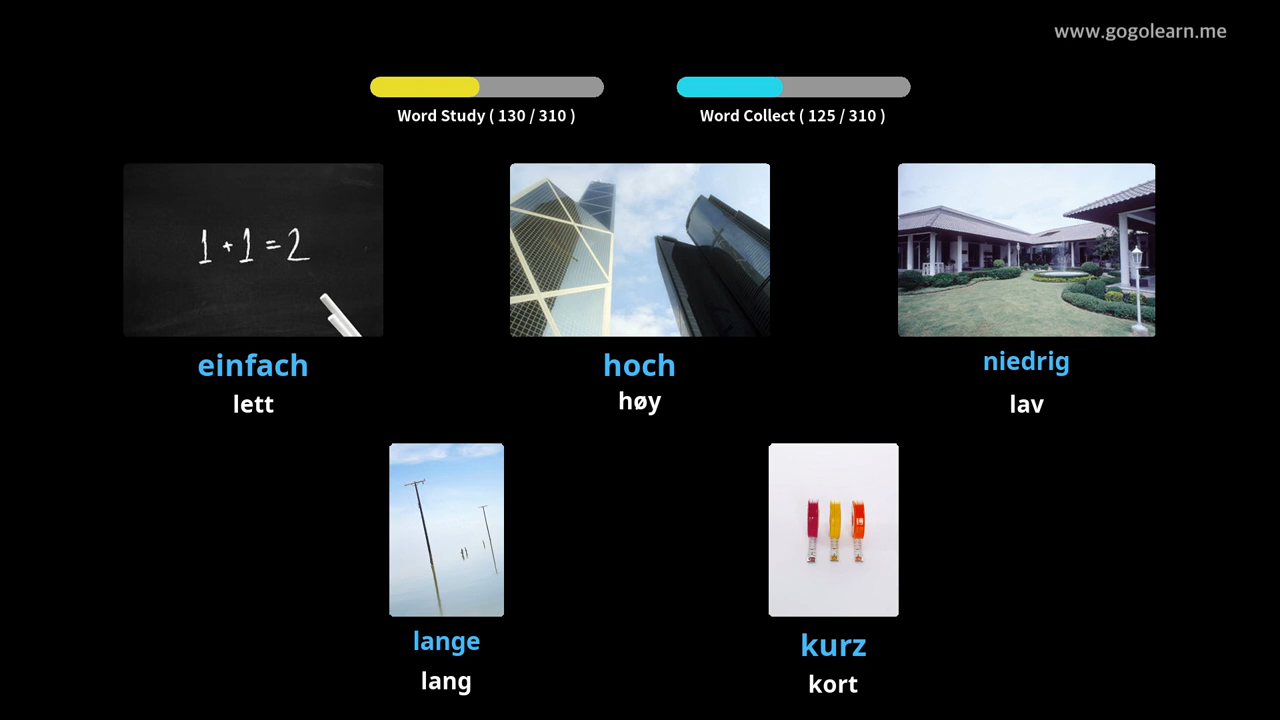 www.gogolearn.me
Word Study ( 130 / 310 )
Word Collect ( 125 / 310 )
1 + 1 = 2
einfach
lett
hoch
høy
niedrig
lav
lange
lang
kurz
kort